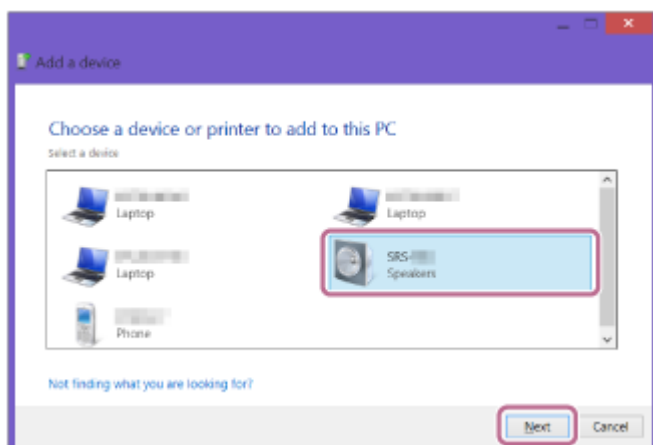 Add a device
Choose a device or printer to add to this PC
Select a device
Laptop
Laptop
Laptop
SRS-
Speakers
Phone
Not finding what you are looking for?
Next
Cancel